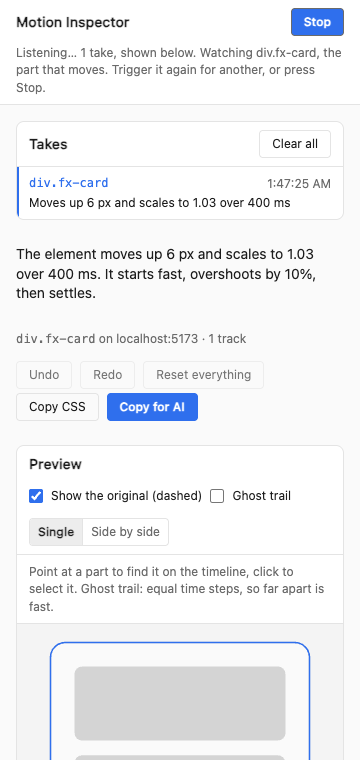 Motion Inspector
Stop
Listening... 1 take, shown below. Watching div.fx-card, the
part that moves. Trigger it again for another, or press
Stop.
Takes
Clear all
div.fx-card
1:47:25 AM
Moves up 6 px and scales to 1.03 over 400 ms
The element moves up 6 px and scales to 1.03
over 400 ms. It starts fast, overshoots by 10%,
then settles.
div.fx-card on localhost:5173 · 1 track
Undo
Redo
Reset everything
Copy CSS
Copy for AI
Preview
Show the original (dashed)
Ghost trail
Single
Side by side
Point at a part to find it on the timeline, click to
select it. Ghost trail: equal time steps, so far apart is
fast.